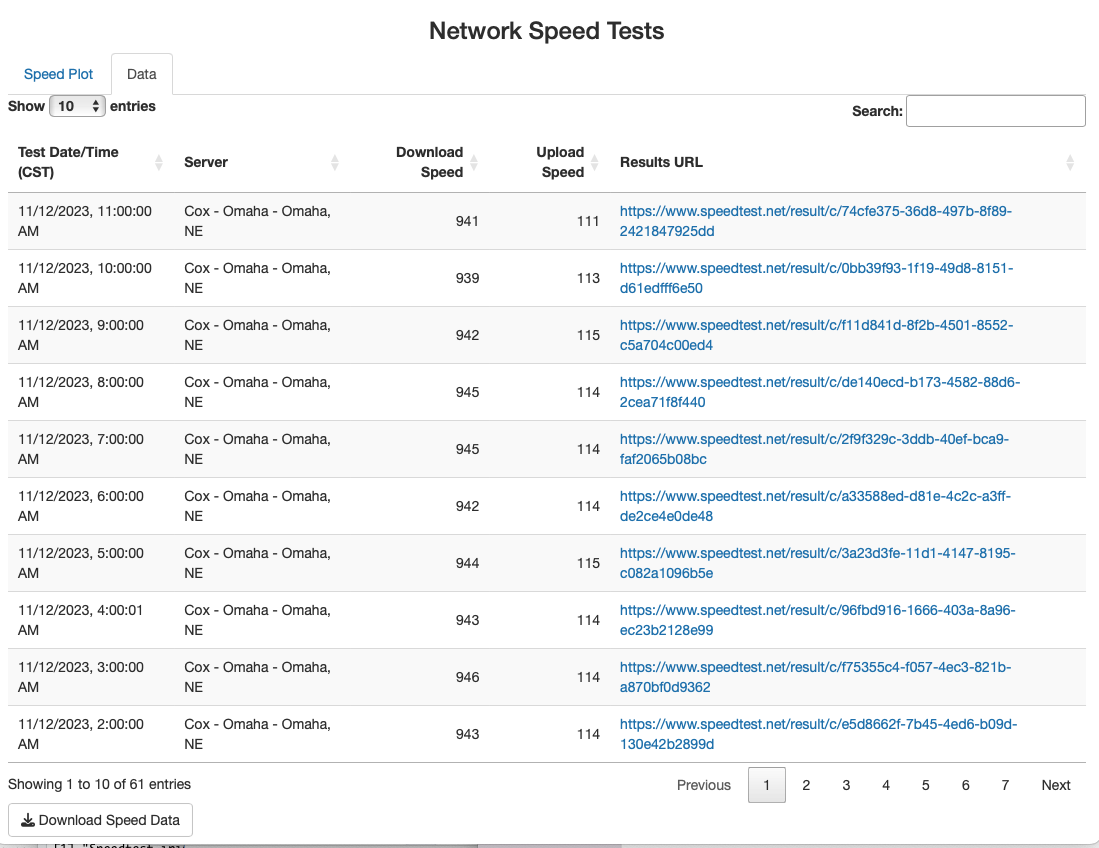 Network Speed Tests
Speed Plot Data
Show 10 entries
Search:
Test Date/Time
(CST)
Server
Download
Speed
Upload
Speed
Results URL
11/12/2023, 11:00:00
AM
Cox - Omaha - Omaha,
NE
941
111
https://www.speedtest.net/result/c/74cfe375-36d8-497b-8f89-
2421847925dd
11/12/2023, 10:00:00
AM
Cox - Omaha - Omaha,
NE
939
113
https://www.speedtest.net/result/c/0bb39f93-1f19-49d8-8151-
d61edfff6e50
11/12/2023, 9:00:00
AM
Cox - Omaha - Omaha,
NE
942
115
https://www.speedtest.net/result/c/f11d841d-8f2b-4501-8552-
c5a704c00ed4
11/12/2023, 8:00:00
AM
Cox - Omaha - Omaha,
NE
945
114
https://www.speedtest.net/result/c/de140ecd-b173-4582-88d6-
2cea71f8f440
11/12/2023, 7:00:00
AM
Cox - Omaha - Omaha,
NE
945
114
https://www.speedtest.net/result/c/2f9f329c-3ddb-40ef-bca9-
faf2065b08bc
11/12/2023, 6:00:00
AM
Cox - Omaha - Omaha,
NE
942
114
https://www.speedtest.net/result/c/a33588ed-d81e-4c2c-a3ff-
de2ce4e0de48
11/12/2023, 5:00:00
AM
Cox - Omaha - Omaha,
NE
944
115
https://www.speedtest.net/result/c/3a23d3fe-11d1-4147-8195-
c082a1096b5e
11/12/2023, 4:00:01
AM
Cox - Omaha - Omaha,
NE
943
114
https://www.speedtest.net/result/c/96fbd916-1666-403a-8a96-
ec23b2128e99
11/12/2023, 3:00:00
AM
Cox - Omaha - Omaha,
NE
946
114
https://www.speedtest.net/result/c/f75355c4-f057-4ec3-821b-
a870bf0d9362
11/12/2023, 2:00:00
AM
Cox - Omaha - Omaha,
NE
943
114
https://www.speedtest.net/result/c/e5d8662f-7b45-4ed6-b09d-
130e42b2899d
Showing 1 to 10 of 61 entries
Previous 1 2 3 4 5 6 7 Next
Download Speed Data